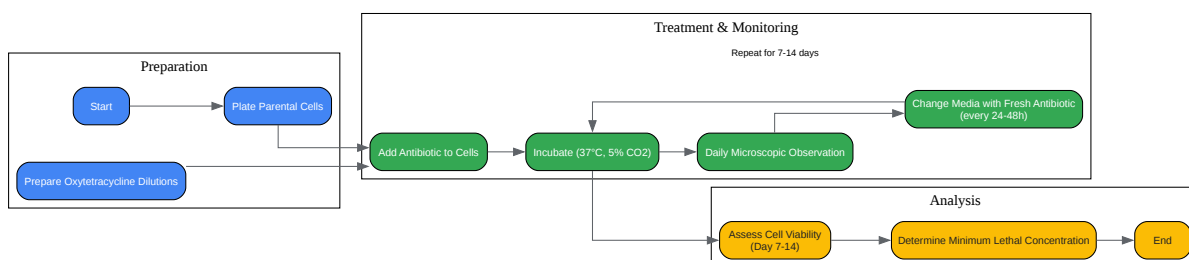 Preparation
Start
Plate Parental Cells
Prepare Oxytetracycline Dilutions
Treatment & Monitoring
Repeat for 7-14 days
Add Antibiotic to Cells
Incubate (37°C, 5% CO2)
Daily Microscopic Observation
Change Media with Fresh Antibiotic
(every 24-48h)
Analysis
Assess Cell Viability
(Day 7-14)
Determine Minimum Lethal Concentration
End